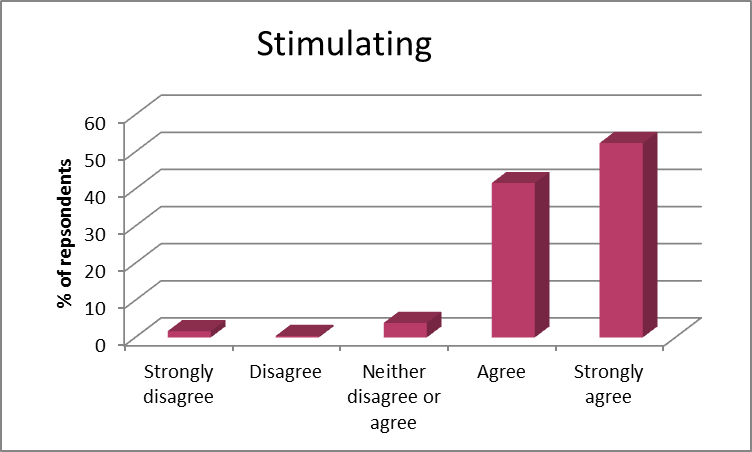 Stimulating
% of repsondents
60
50
40
30
20
10
0
Strongly
disagree
Disagree
Neither
disagree or
agree
Agree
Strongly
agree